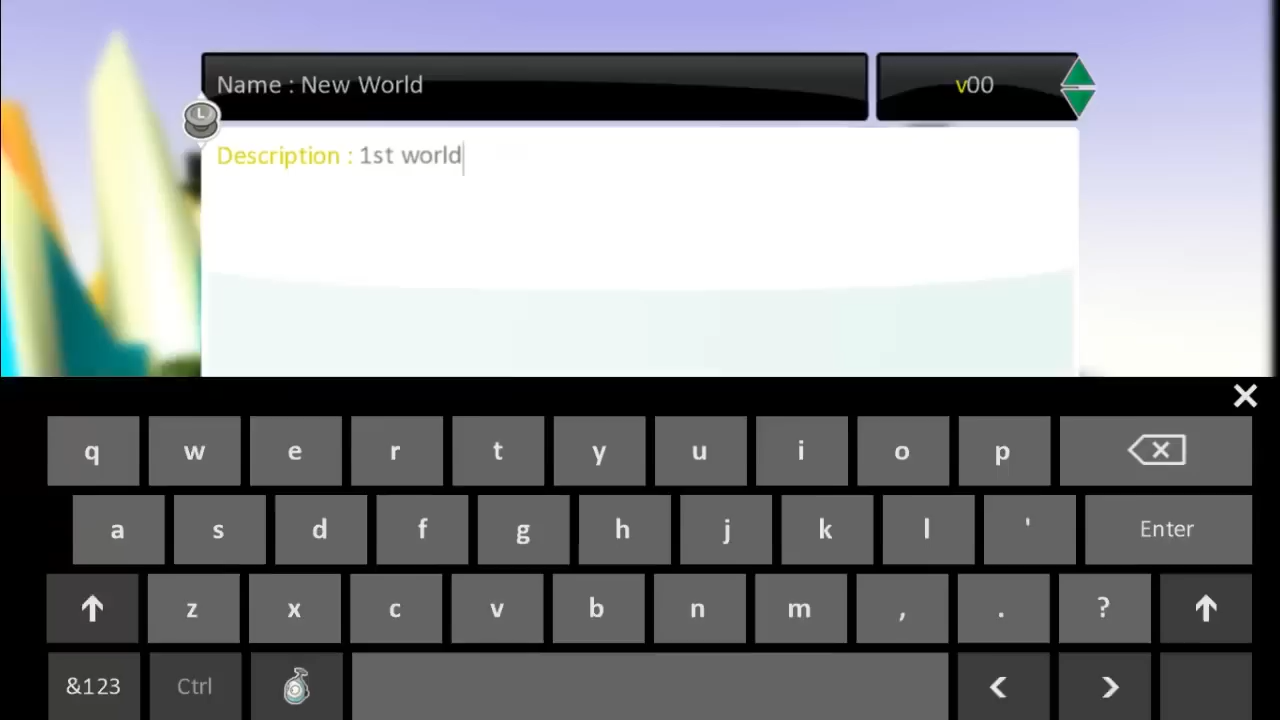 Name : New World
v00
L
Description : 1st world
q w e r t y u i o p
a s d f g h j k l ' Enter
z x c v b n m , . ?
&123 Ctrl < >